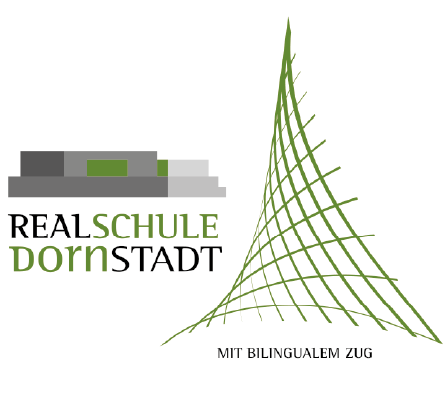 REALSCHULE
DORNSTADT
MIT BILINGUALEM ZUG